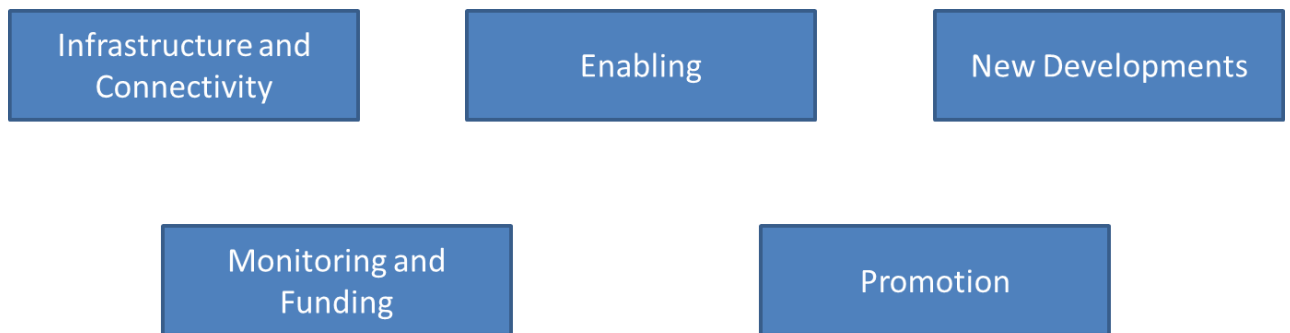 Infrastructure and
Connectivity
Enabling
New Developments
Monitoring and
Funding
Promotion